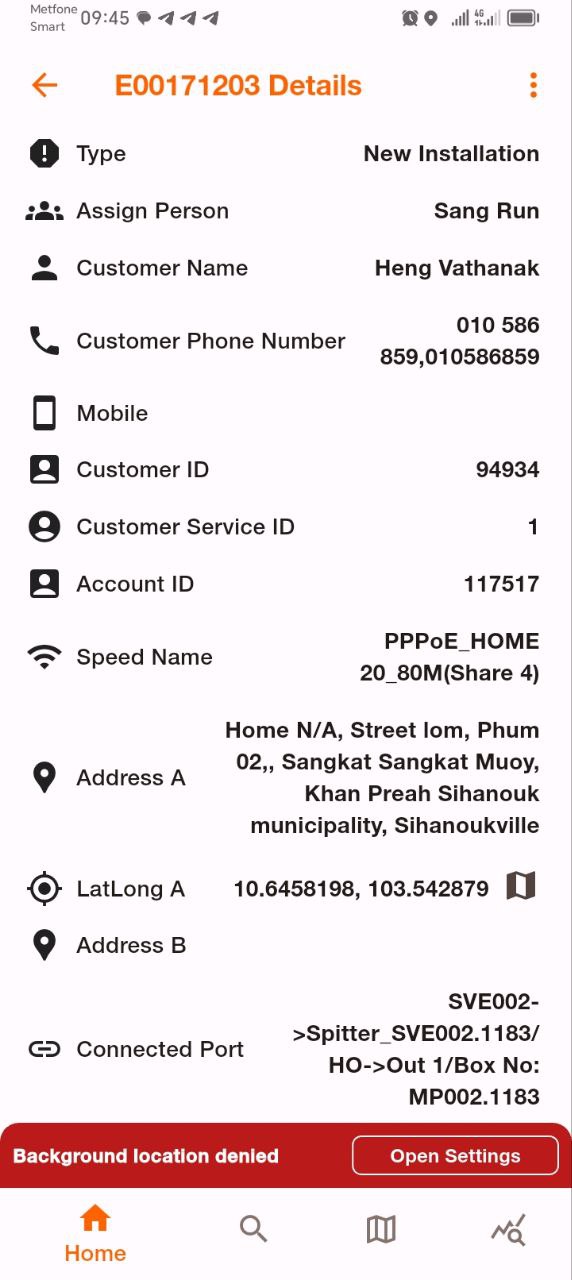 Metfone
Smart
09:45
4G
E00171203 Details
Type
New Installation
Assign Person
Sang Run
Customer Name
Heng Vathanak
Customer Phone Number
010 586
859,010586859
Mobile
Customer ID
94934
Customer Service ID
1
Account ID
117517
Speed Name
PPPoE_HOME
20_80M(Share 4)
Address A
Home N/A, Street lom, Phum
02,, Sangkat Sangkat Muoy,
Khan Preah Sihanouk
municipality, Sihanoukville
LatLong A
10.6458198, 103.542879
Address B
Connected Port
SVE002-
>Spitter_SVE002.1183/
HO->Out 1/Box No:
MP002.1183
Background location denied
Open Settings
Home